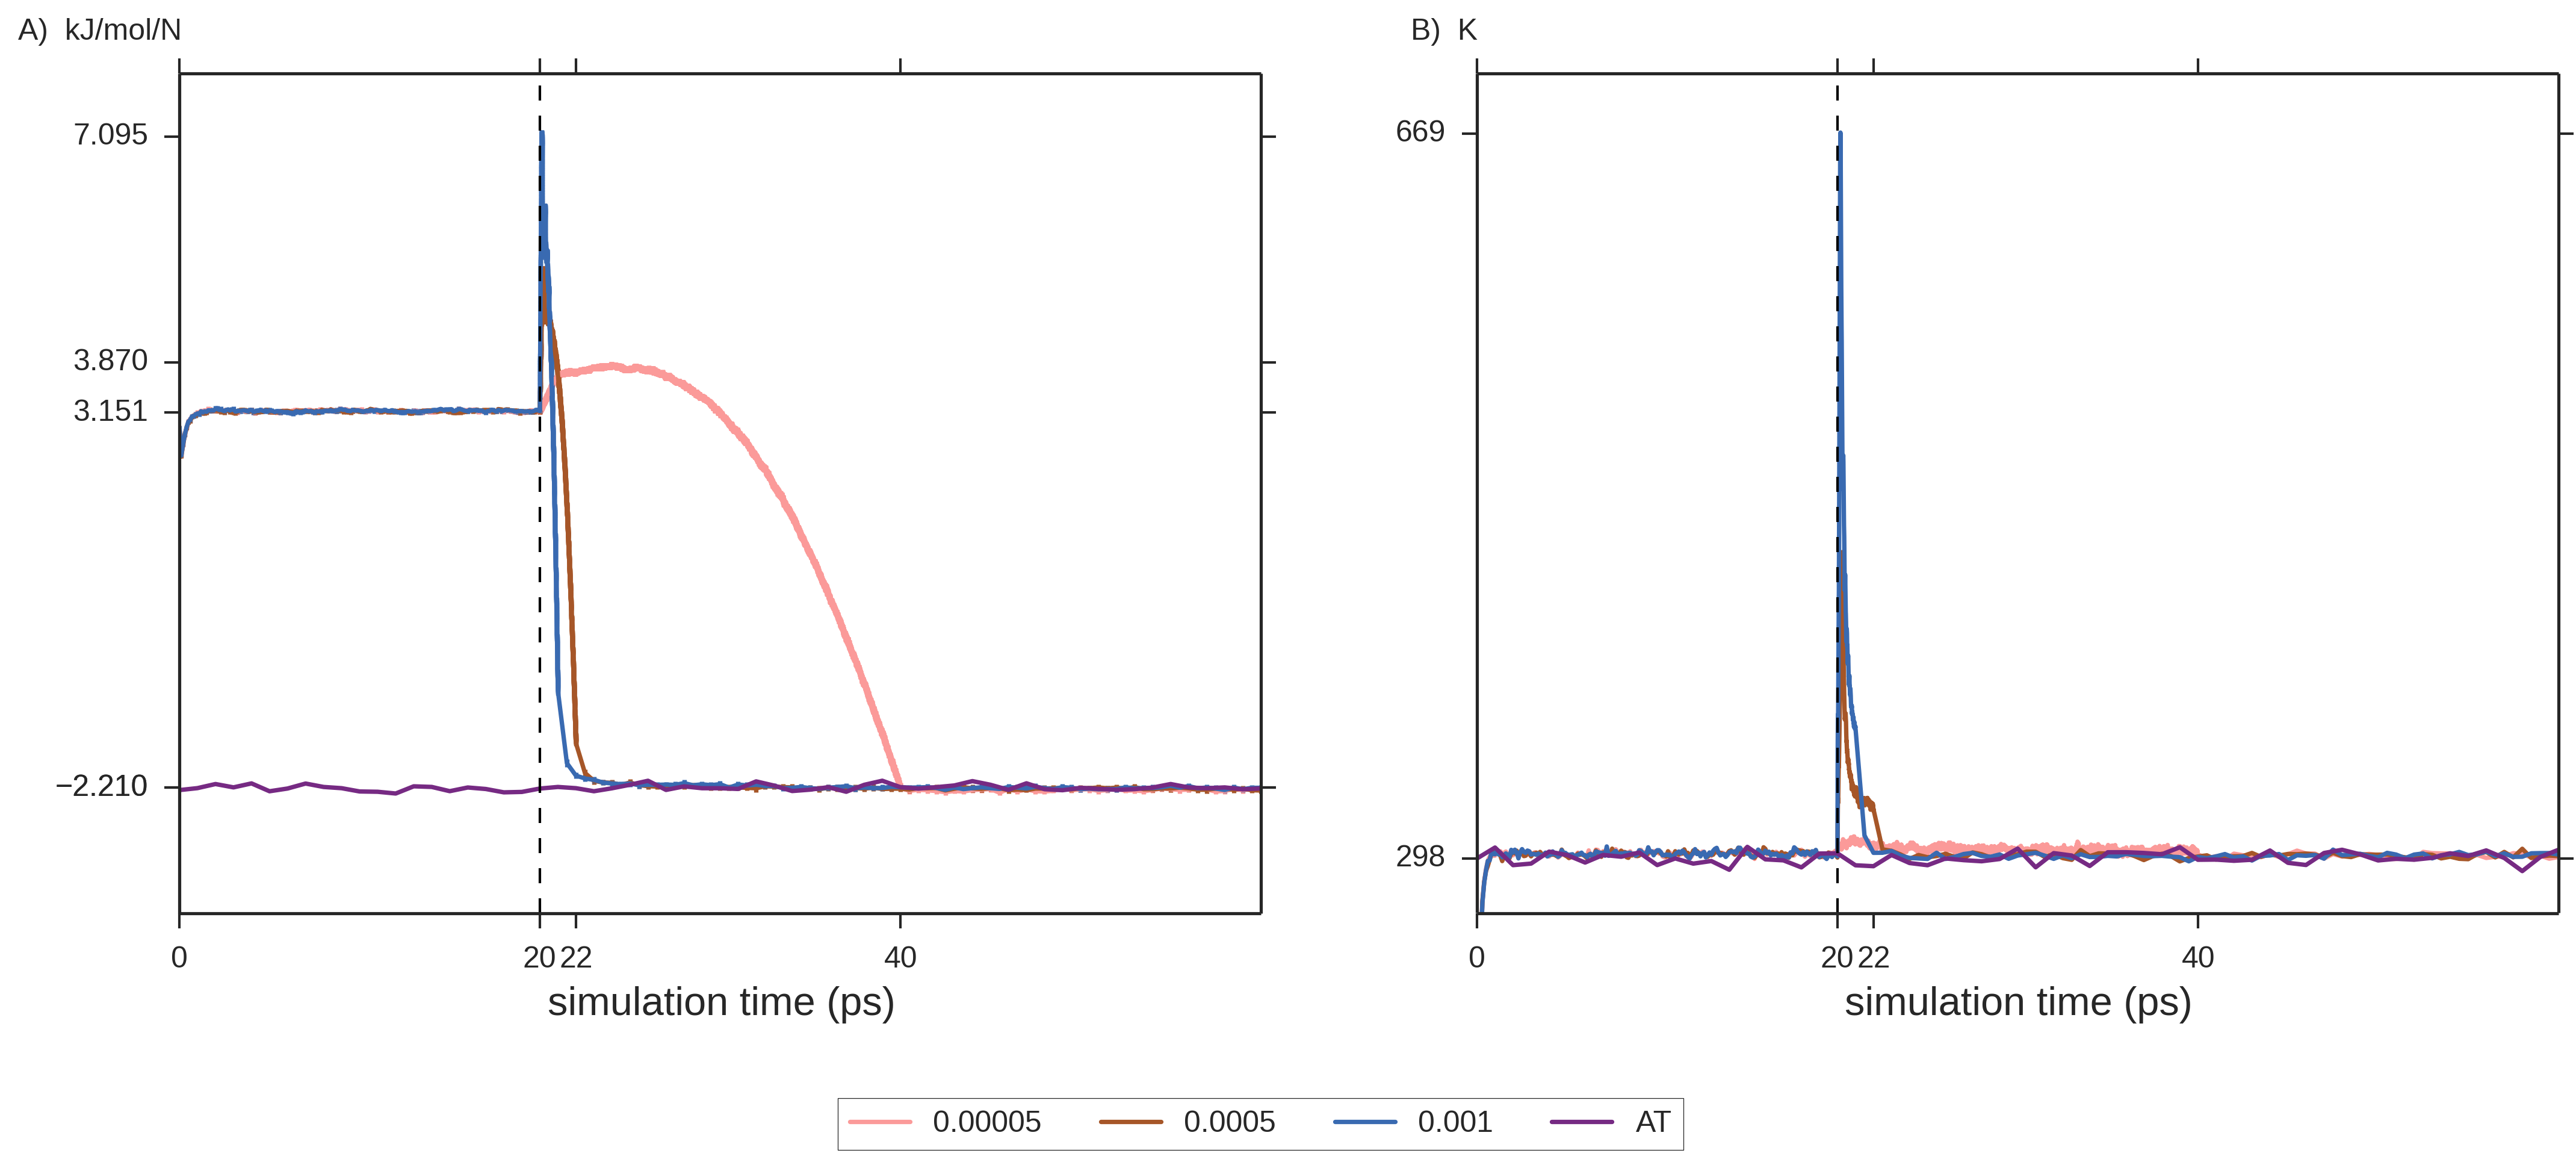 A) kJ/mol/N
7.095
3.870
3.151
−2.210
0 20 22 40
simulation time (ps)
B) K
669
298
0 20 22 40
simulation time (ps)
0.00005 0.0005 0.001 AT